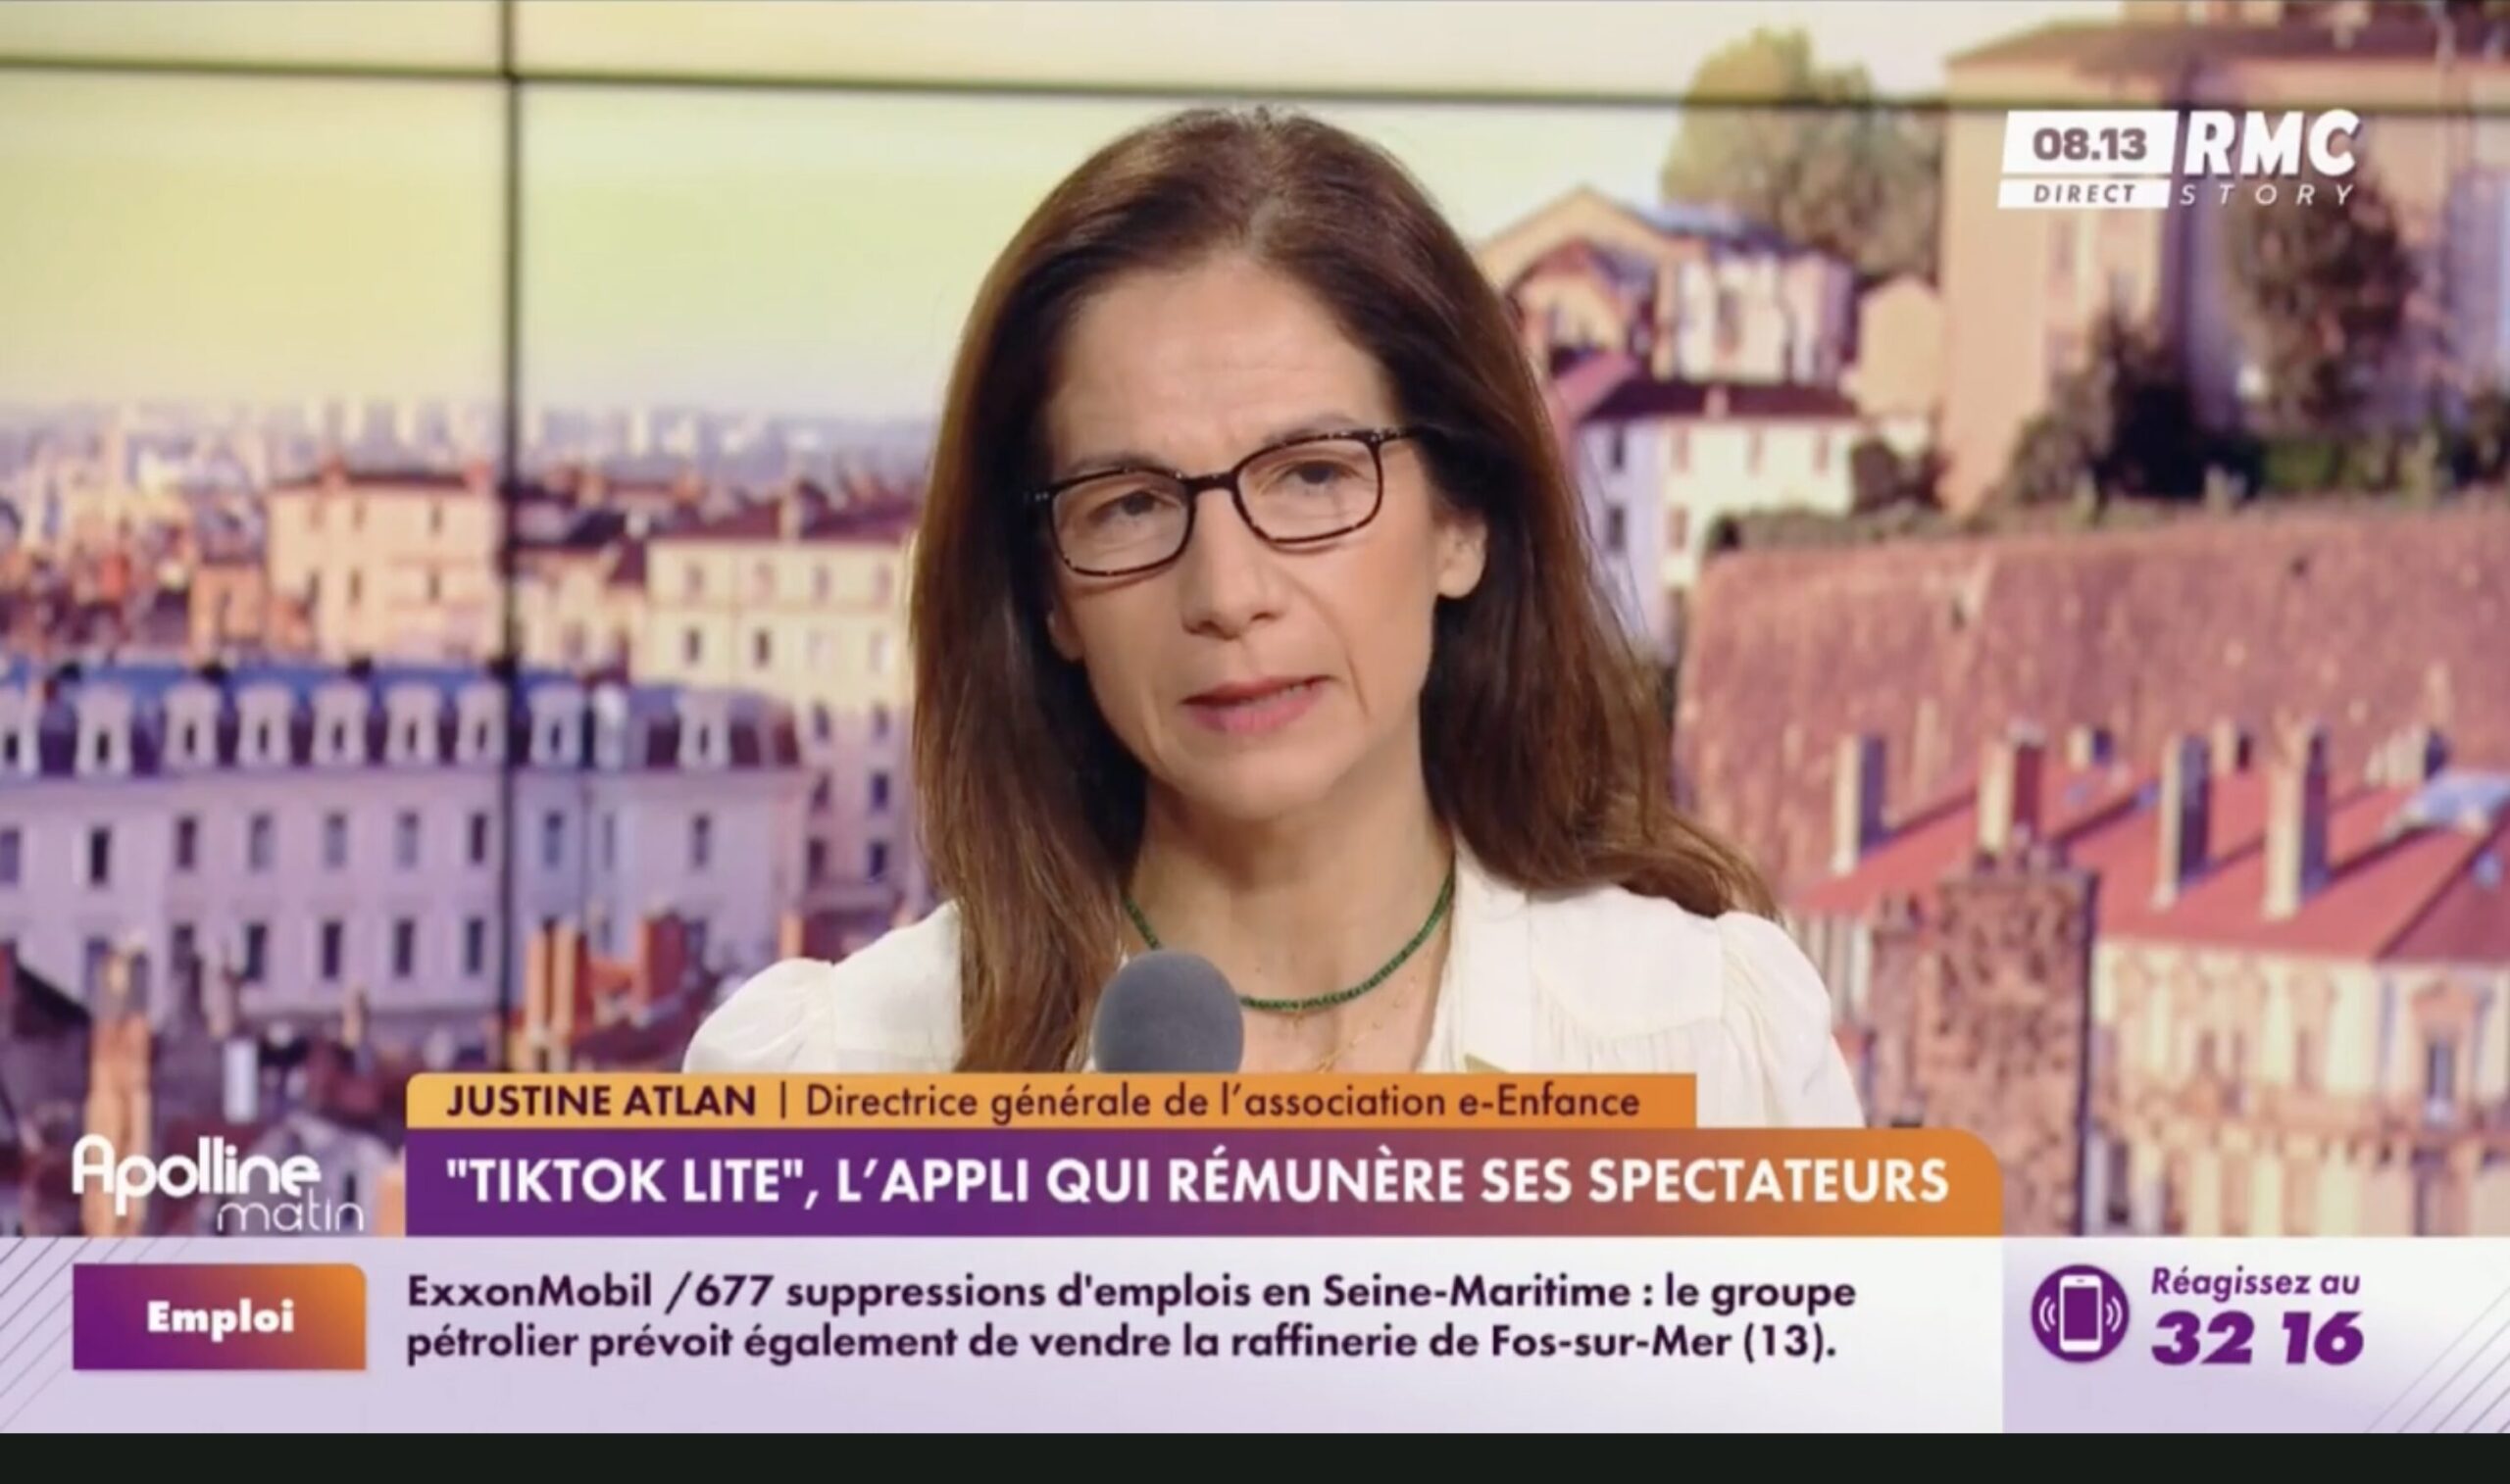 08.13
DIRECT
RMC
STORY
JUSTINE ATLAN | Directrice générale de l'association e-Enfance
Apolline
matin
"TIKTOK LITE", L'APPLI QUI RÉMUNÈRE SES SPECTATEURS
Emploi
ExxonMobil /677 suppressions d'emplois en Seine-Maritime : le groupe
pétrolier prévoit également de vendre la raffinerie de Fos-sur-Mer (13).
Réagissez au
32 16